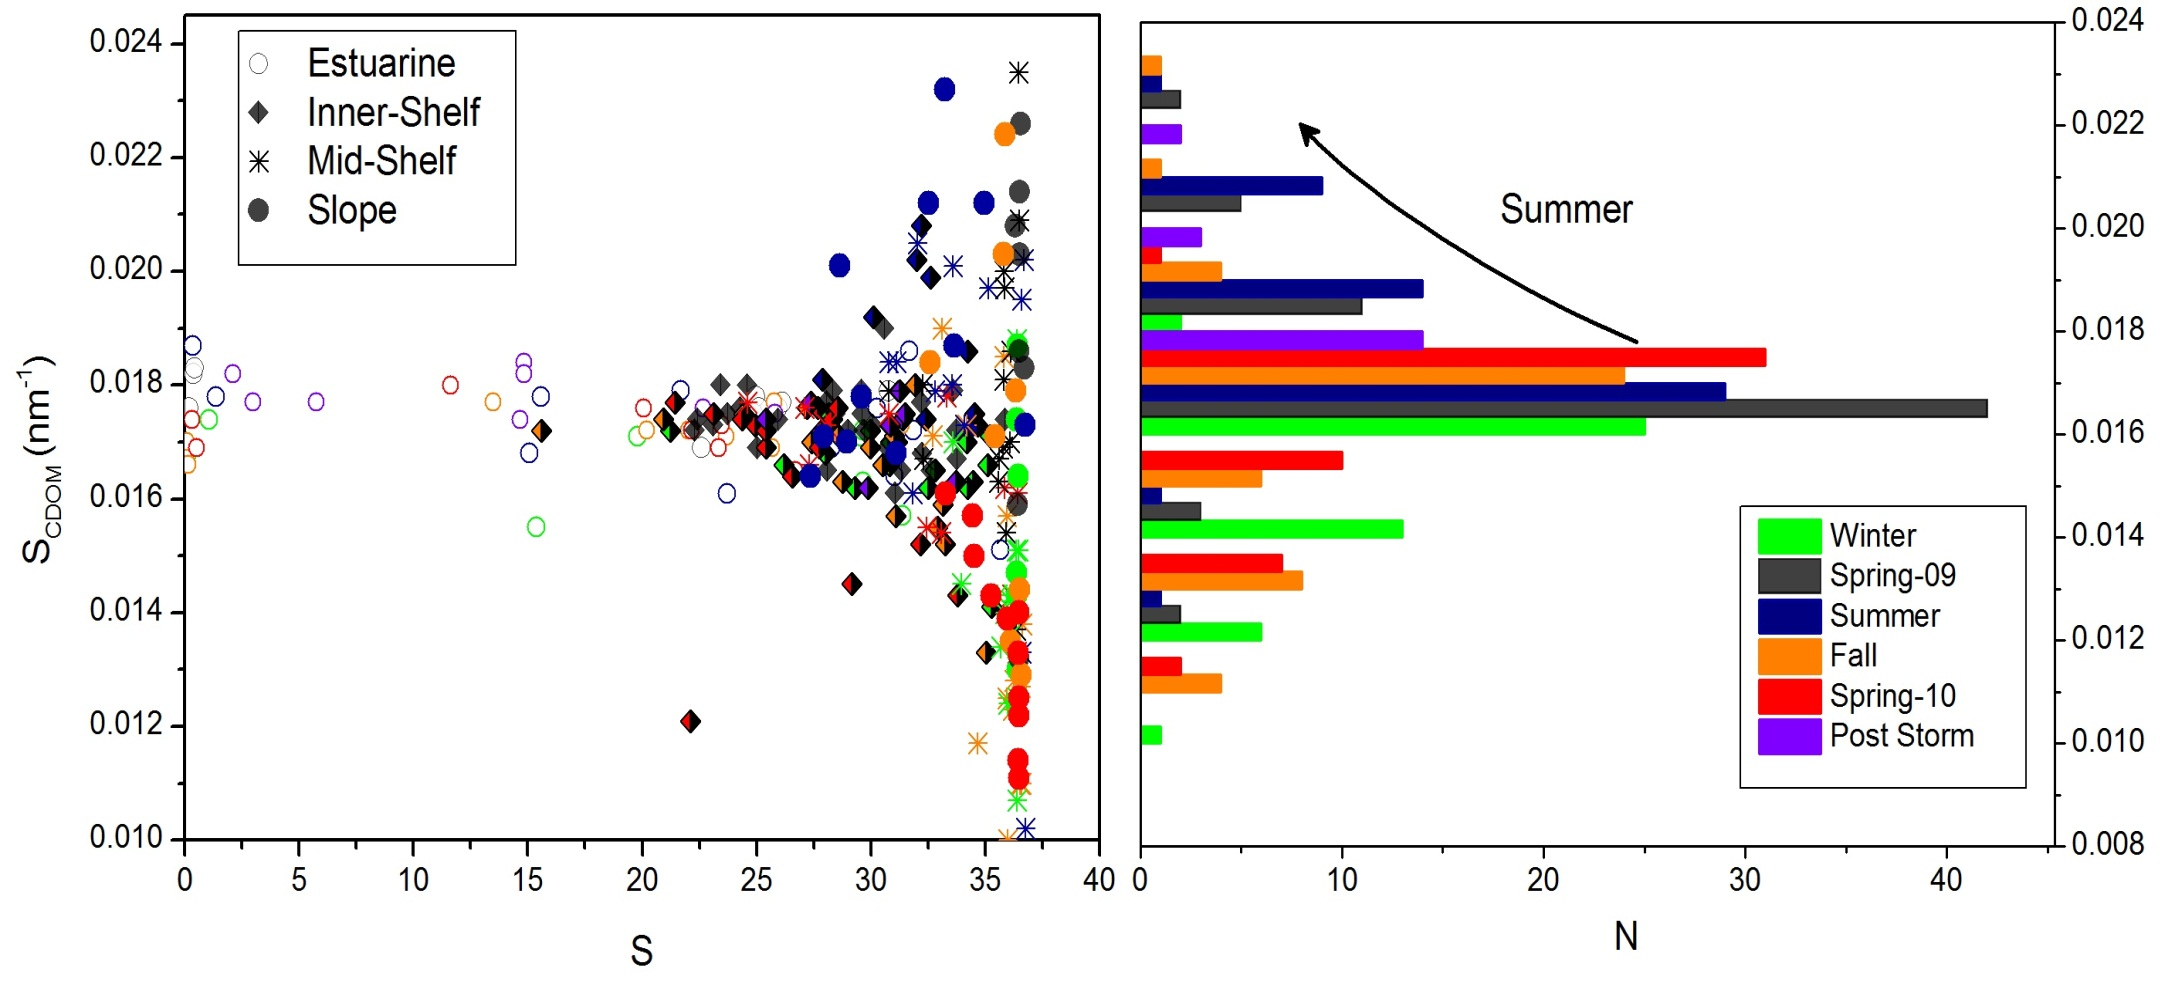 0.024
0.022
0.020
0.018
0.016
0.014
0.012
0.010
S_CDOM (nm^-1)
Estuarine
Inner-Shelf
Mid-Shelf
Slope
0 5 10 15 20 25 30 35 40
S
Summer
0.024
0.022
0.020
0.018
0.016
0.014
0.012
0.010
0.008
Winter
Spring-09
Summer
Fall
Spring-10
Post Storm
0 10 20 30 40
N